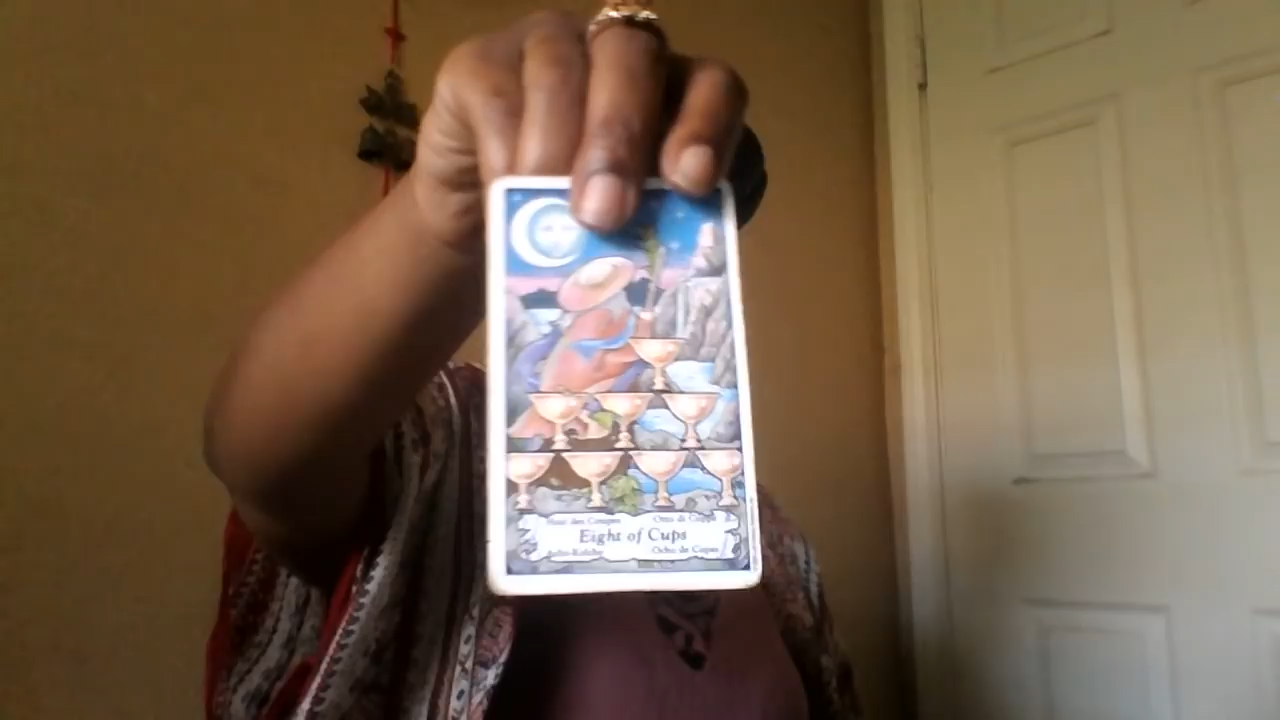 Huit des Coupes Otto di Coppe
Eight of Cups
Acht-Kelche Ocho de Copas